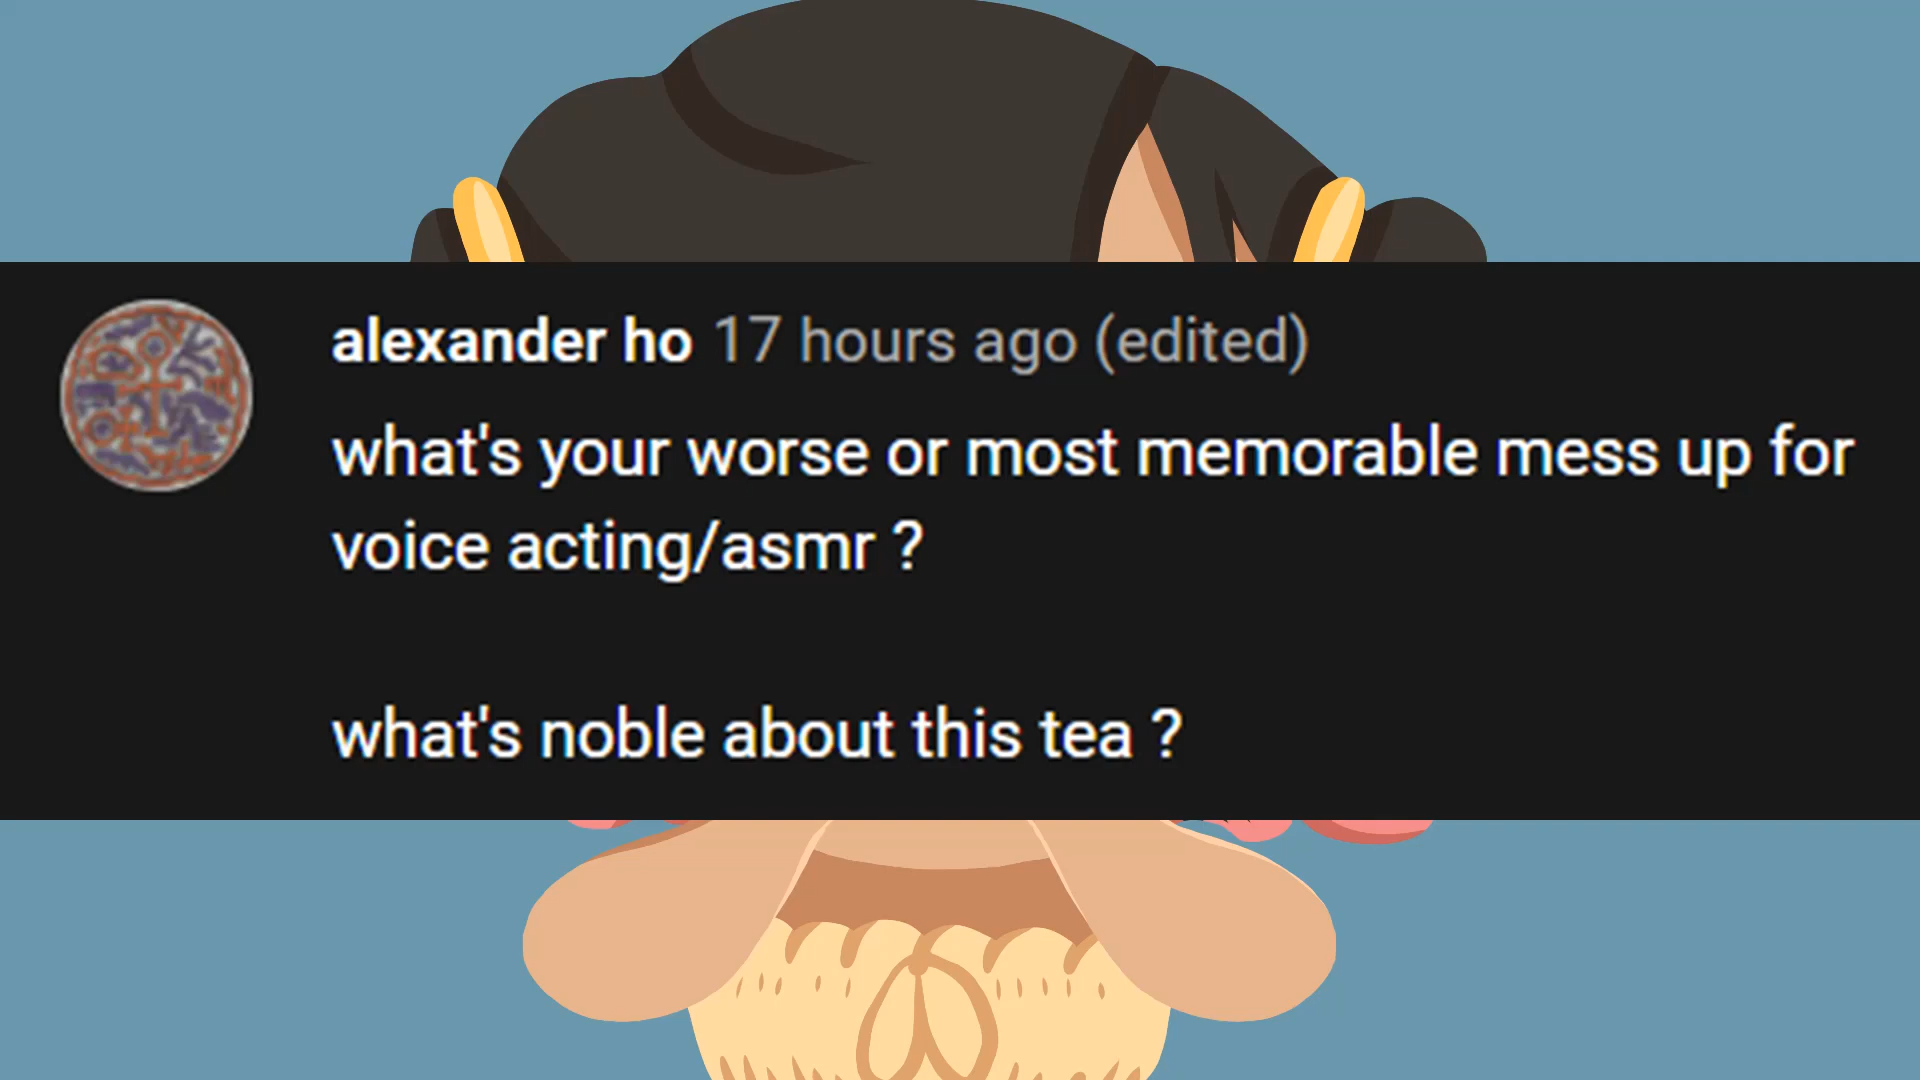 alexander ho 17 hours ago (edited)
what's your worse or most memorable mess up for
voice acting/asmr ?
what's noble about this tea ?